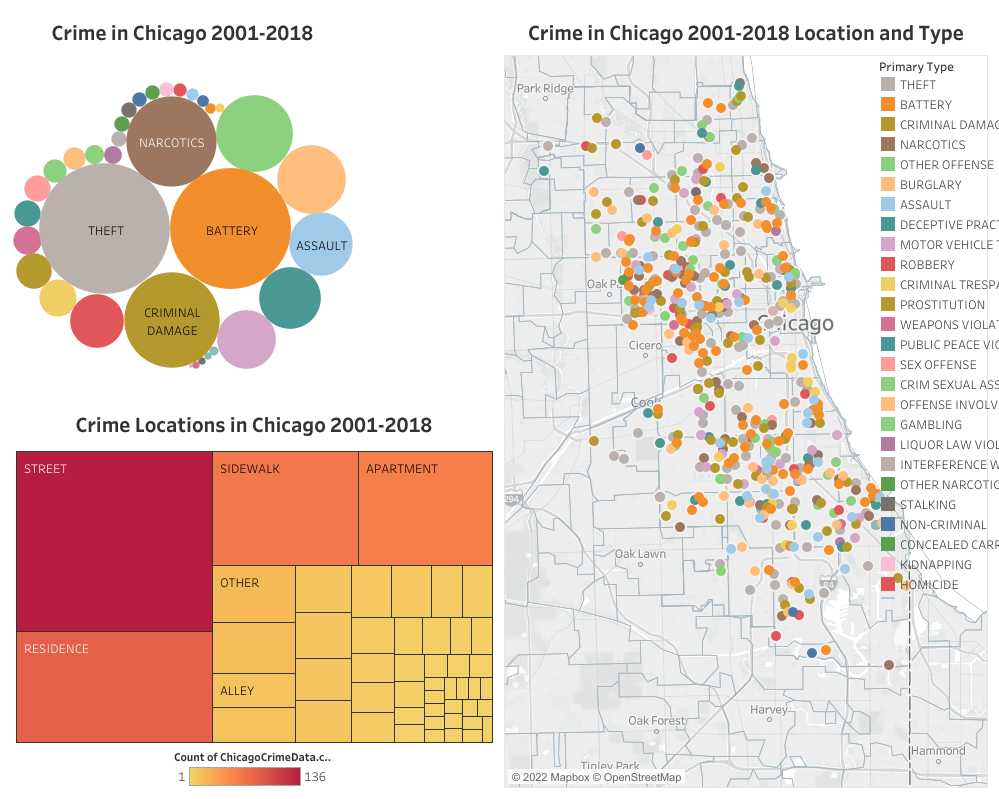 Crime in Chicago 2001-2018
NARCOTICS
THEFT
BATTERY
ASSAULT
CRIMINAL
DAMAGE
Crime Locations in Chicago 2001-2018
STREET
SIDEWALK
APARTMENT
OTHER
RESIDENCE
ALLEY
Count of ChicagoCrimeData.c..
1
136
Crime in Chicago 2001-2018 Location and Type
Park Ridge
Oak Pa
Chicago
Cicero
Cook
294
Oak Lawn
94
Harvey
Oak Forest
Hammond
Tinley Park
© 2022 Mapbox © OpenStreetMap
Primary Type
THEFT
BATTERY
CRIMINAL DAMAG
NARCOTICS
OTHER OFFENSE
BURGLARY
ASSAULT
DECEPTIVE PRACT
MOTOR VEHICLE T
ROBBERY
CRIMINAL TRESPA
PROSTITUTION
WEAPONS VIOLAT
PUBLIC PEACE VIO
SEX OFFENSE
CRIM SEXUAL ASS
OFFENSE INVOLV
GAMBLING
LIQUOR LAW VIOL
INTERFERENCE W
OTHER NARCOTIC
STALKING
NON-CRIMINAL
CONCEALED CARR
KIDNAPPING
HOMICIDE